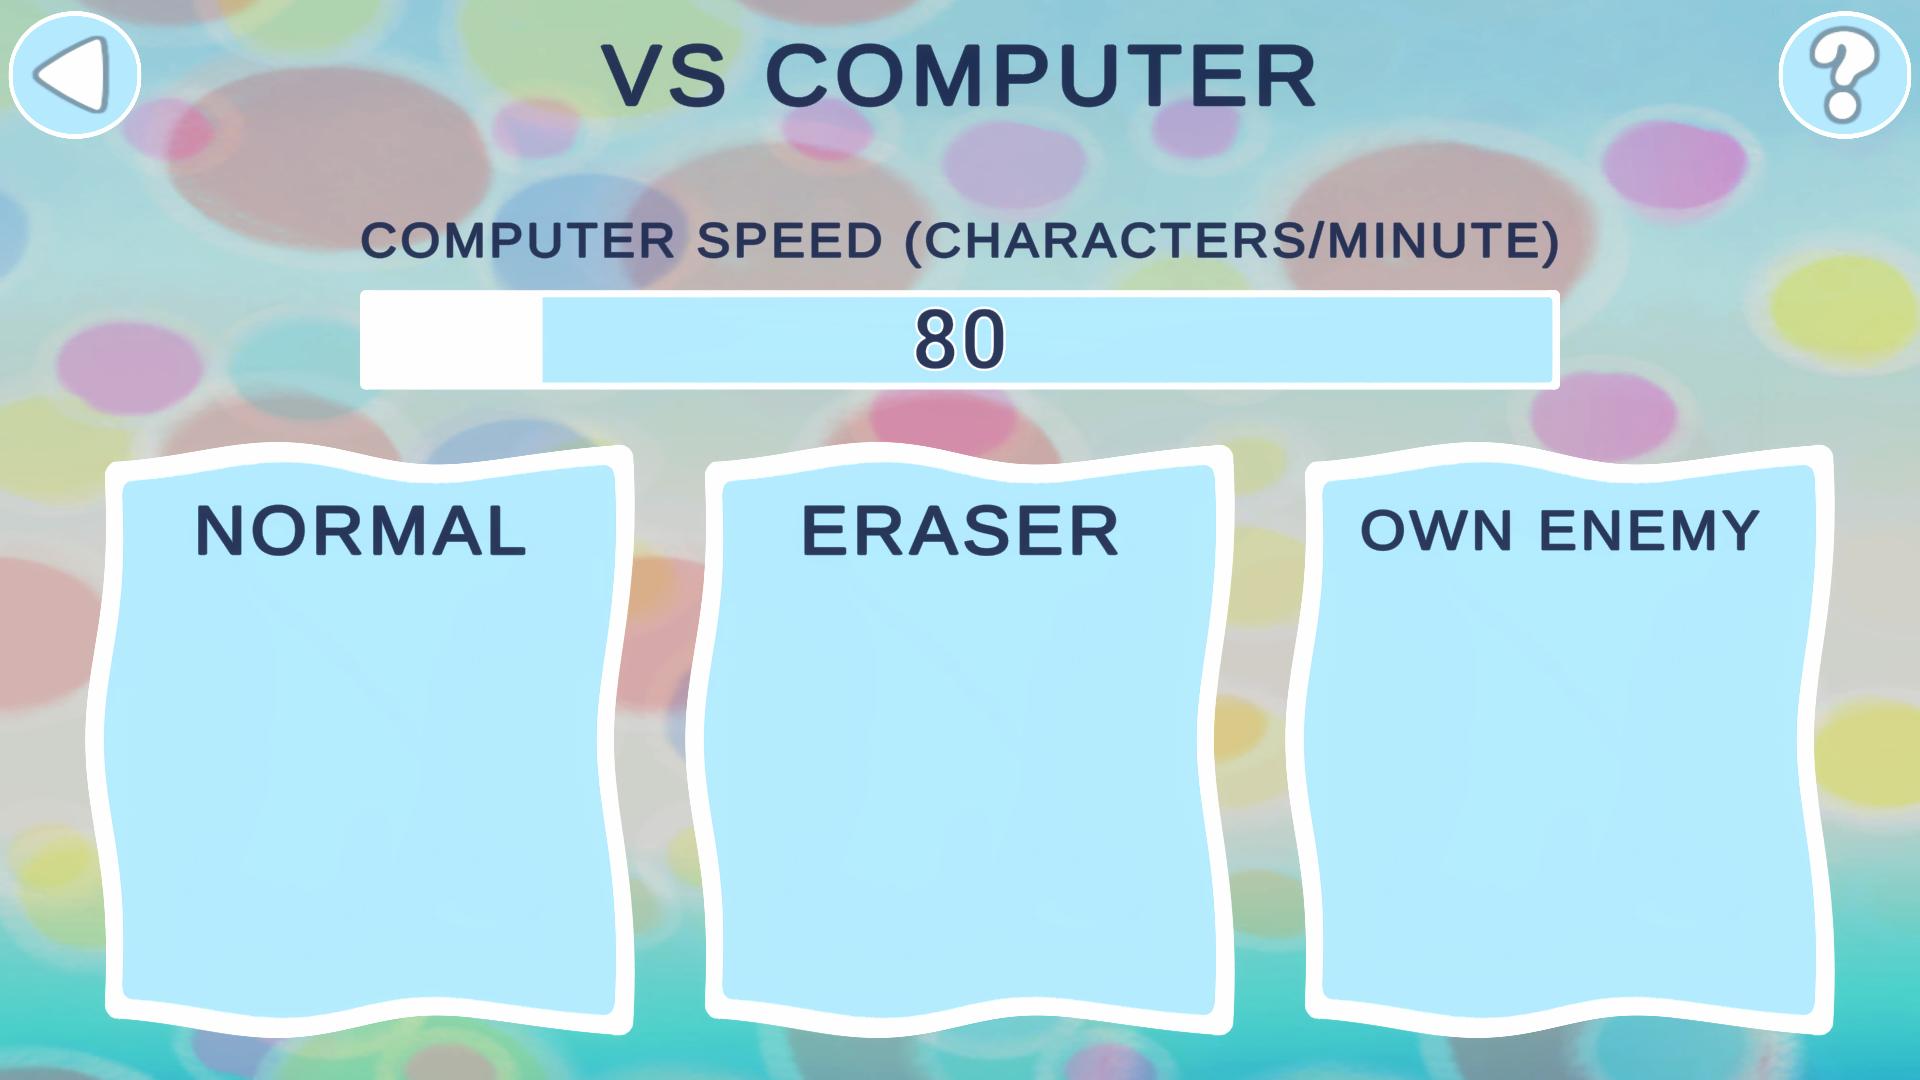 VS COMPUTER
?
COMPUTER SPEED (CHARACTERS/MINUTE)
80
NORMAL
ERASER
OWN ENEMY